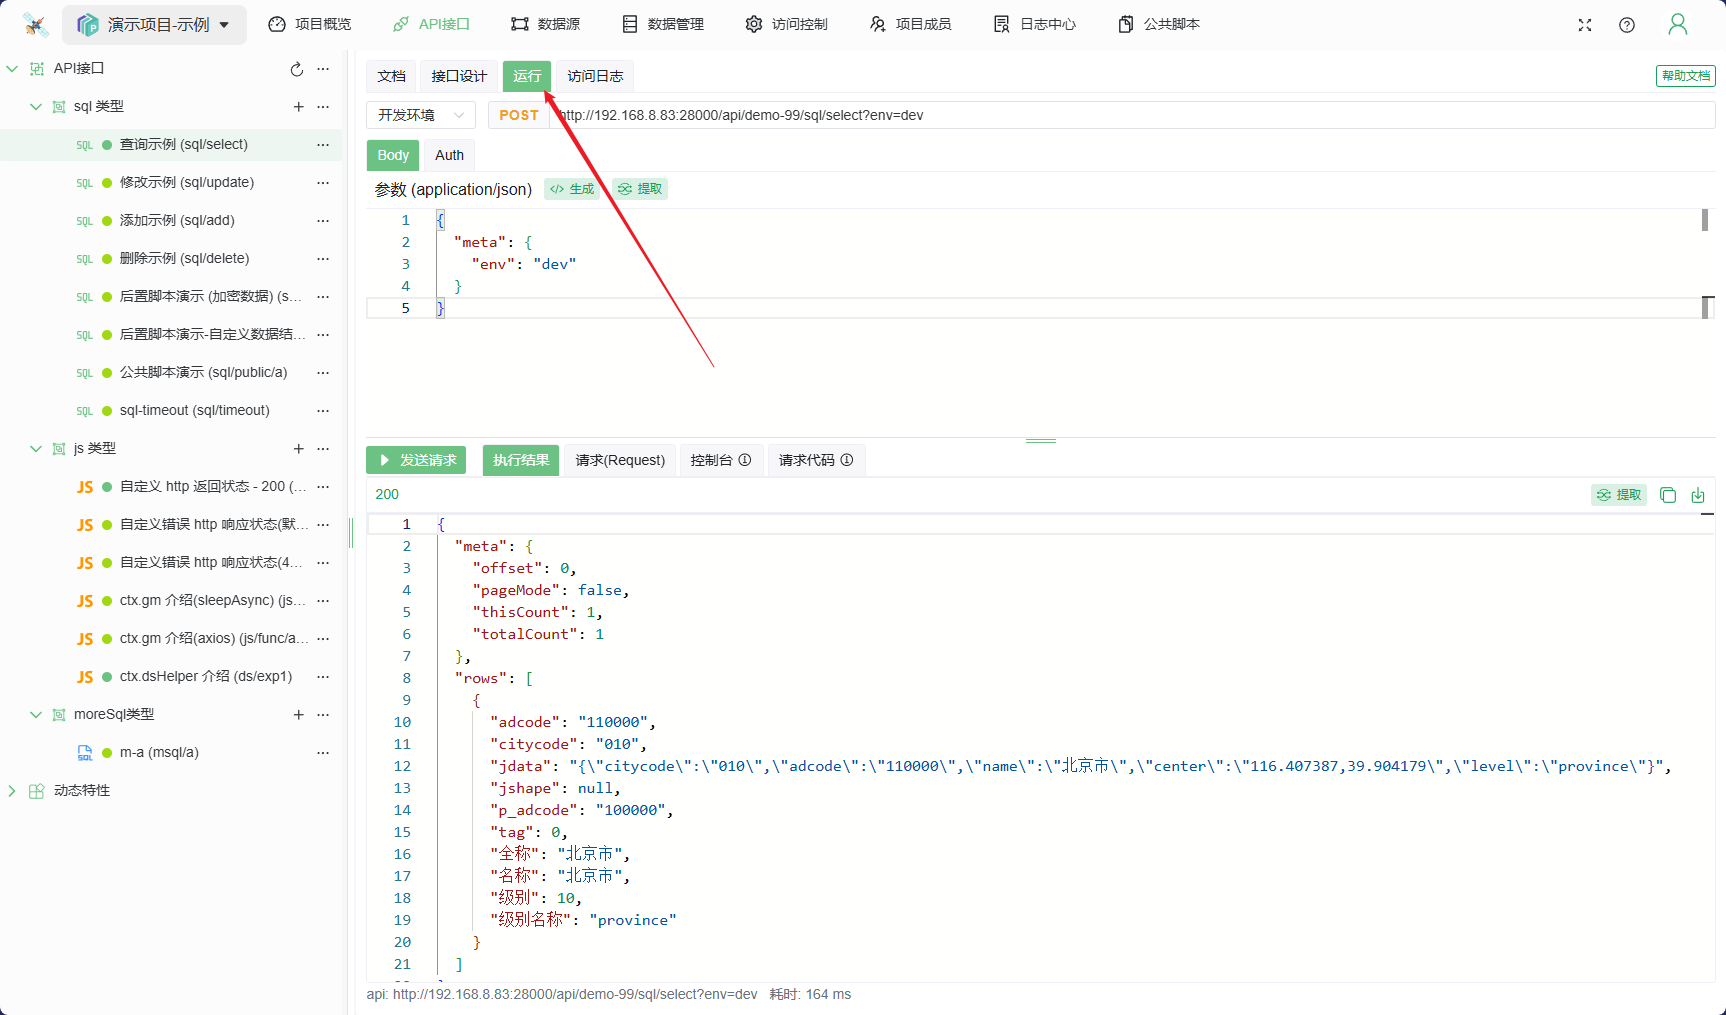 演示项目-示例
项目概览
API接口
数据源
数据管理
访问控制
项目成员
日志中心
公共脚本
API接口
sql 类型
SQL 查询示例 (sql/select)
SQL 修改示例 (sql/update)
SQL 添加示例 (sql/add)
SQL 删除示例 (sql/delete)
SQL 后置脚本演示 (加密数据) (s...
SQL 后置脚本演示-自定义数据结...
SQL 公共脚本演示 (sql/public/a)
SQL sql-timeout (sql/timeout)
js 类型
JS 自定义 http 返回状态 - 200 (...
JS 自定义错误 http 响应状态(默...
JS 自定义错误 http 响应状态(4...
JS ctx.gm 介绍(sleepAsync) (js...
JS ctx.gm 介绍(axios) (js/func/a...
JS ctx.dsHelper 介绍 (ds/exp1)
moreSql类型
SQL m-a (msql/a)
动态特性
文档 接口设计 运行 访问日志 帮助文档
开发环境 POST http://192.168.8.83:28000/api/demo-99/sql/select?env=dev
Body Auth
参数 (application/json) </> 生成 提取
1 {
2 "meta": {
3 "env": "dev"
4 }
5 }
发送请求 执行结果 请求(Request) 控制台 请求代码
200 提取
1 {
2 "meta": {
3 "offset": 0,
4 "pageMode": false,
5 "thisCount": 1,
6 "totalCount": 1
7 },
8 "rows": [
9 {
10 "adcode": "110000",
11 "citycode": "010",
12 "jdata": "{\"citycode\":\"010\",\"adcode\":\"110000\",\"name\":\"北京市\",\"center\":\"116.407387,39.904179\",\"level\":\"province\"}",
13 "jshape": null,
14 "p_adcode": "100000",
15 "tag": 0,
16 "全称": "北京市",
17 "名称": "北京市",
18 "级别": 10,
19 "级别名称": "province"
20 }
21 ]
api: http://192.168.8.83:28000/api/demo-99/sql/select?env=dev 耗时: 164 ms